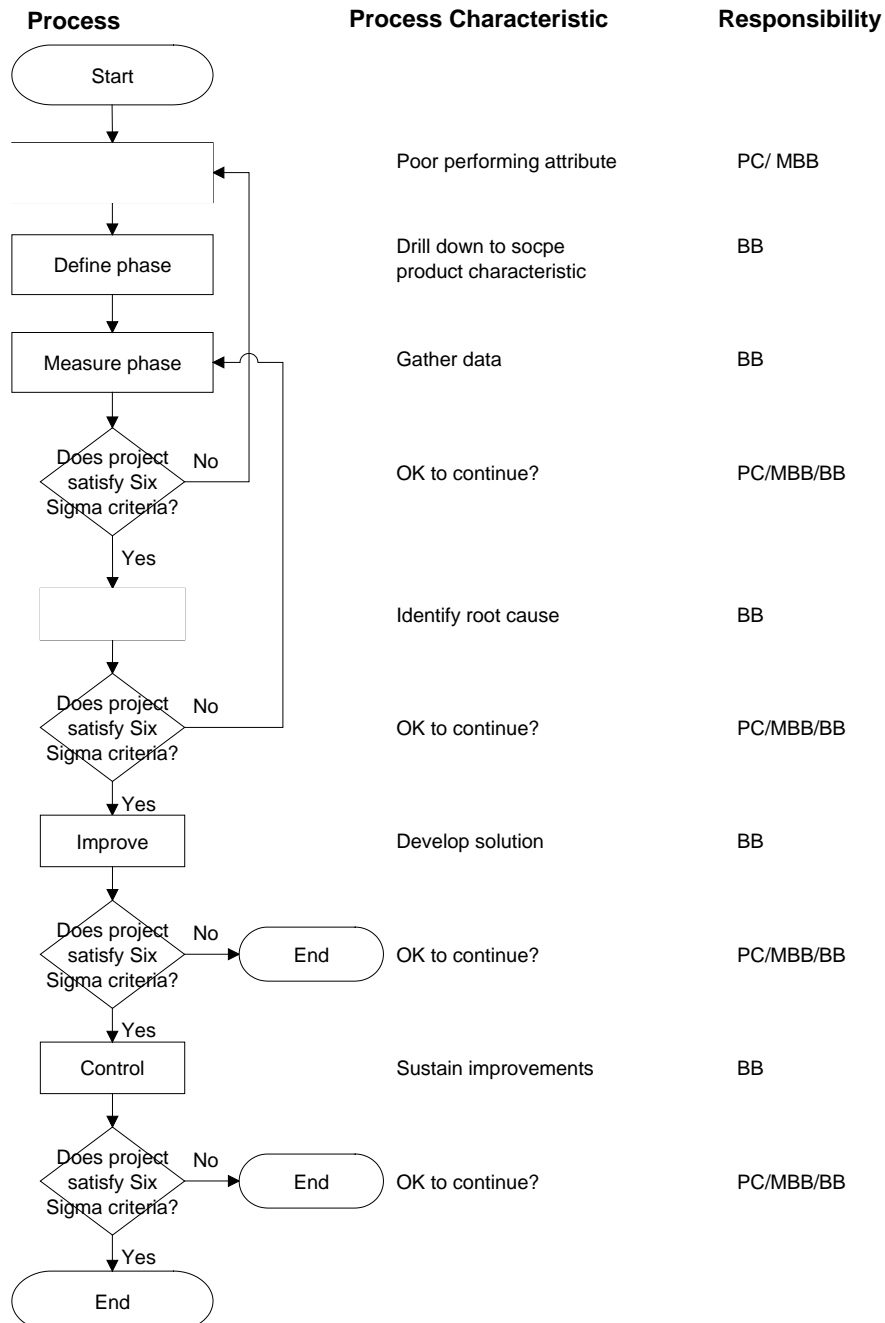 Process Process Characteristic Responsibility
Start
Poor performing attribute PC/ MBB
Define phase
Drill down to socpe
product characteristic
BB
Measure phase Gather data BB
Does project
satisfy Six
Sigma criteria?
No
OK to continue? PC/MBB/BB
Yes
Identify root cause BB
Does project
satisfy Six
Sigma criteria?
No
OK to continue? PC/MBB/BB
Yes
Improve Develop solution BB
Does project
satisfy Six
Sigma criteria?
No
End OK to continue? PC/MBB/BB
Yes
Control Sustain improvements BB
Does project
satisfy Six
Sigma criteria?
No
End OK to continue? PC/MBB/BB
Yes
End